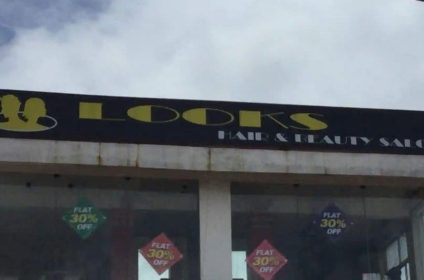 LOOKS
HAIR & BEAUTY SALO
FLAT
30%
OFF
FLAT
30%
OFF
FLAT
30%
OFF
FLAT
30%
OFF